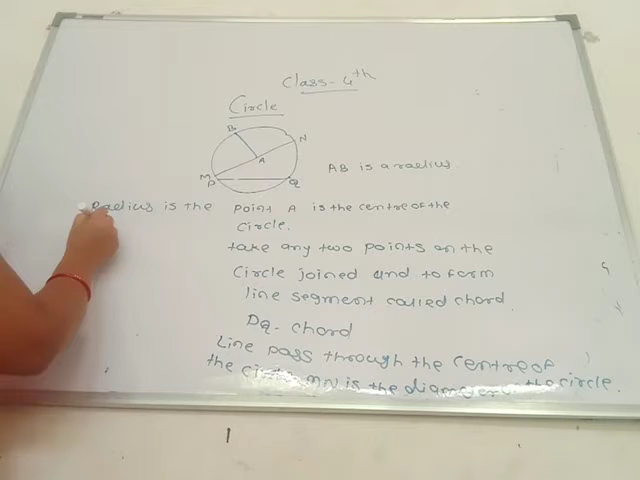 Class-4th
Circle
B
N
A
M
P
Q
AB is a radius.
Radius is the
Point A is the centre of the
Circle.
take any two points on the
Circle joined and to form
line segment called chord
PQ- chord
Line pass through the centre of
the circle MN is the diameter the circle.